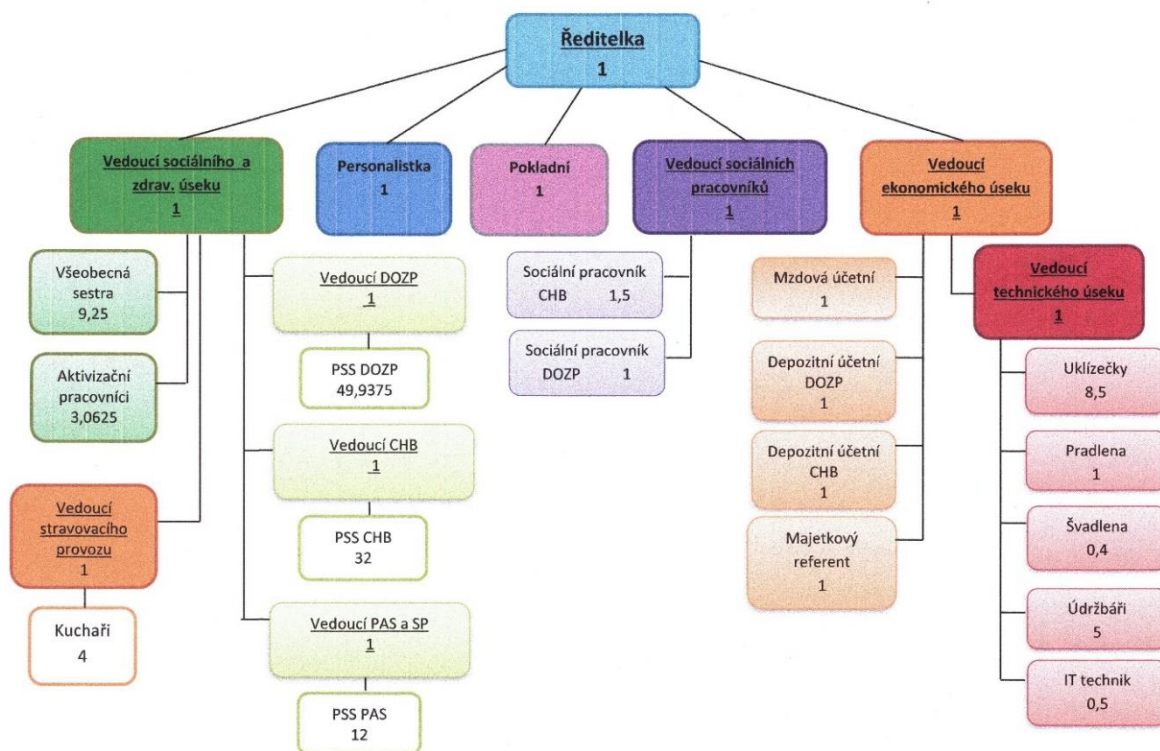 Ředitelka
1
Vedoucí sociálního a
zdrav. úseku
1
Personalistka
1
Pokladní
1
Vedoucí sociálních
pracovníků
1
Vedoucí
ekonomického úseku
1
Všeobecná
sestra
9,25
Aktivizační
pracovníci
3,0625
Vedoucí
stravovacího
provozu
1
Kuchaři
4
Vedoucí DOZP
1
PSS DOZP
49,9375
Vedoucí CHB
1
PSS CHB
32
Vedoucí PAS a SP
1
PSS PAS
12
Sociální pracovník
CHB 1,5
Sociální pracovník
DOZP 1
Mzdová účetní
1
Depozitní účetní
DOZP
1
Depozitní účetní
CHB
1
Majetkový
referent
1
Vedoucí
technického úseku
1
Uklízečky
8,5
Pradlena
1
Švadlena
0,4
Údržbáři
5
IT technik
0,5